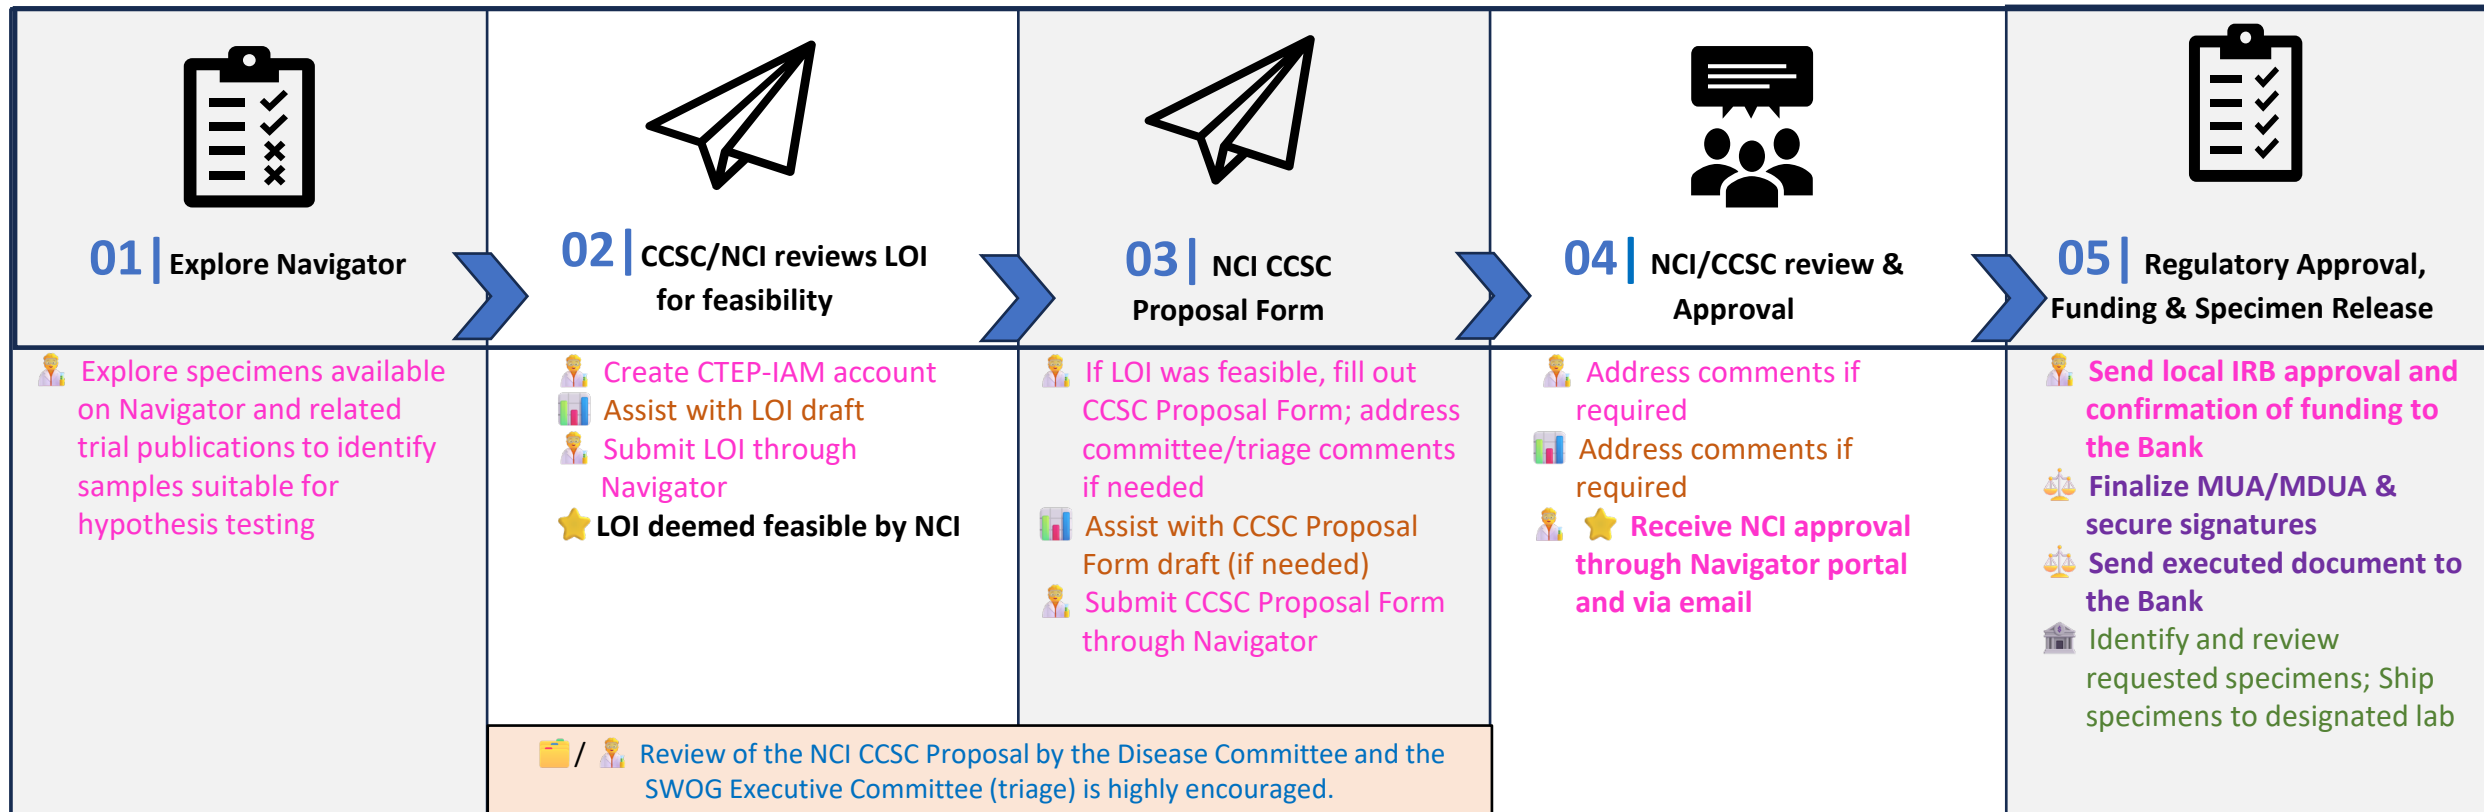 01| Explore Navigator
02| CCSC/NCI reviews LOI
for feasibility
03| NCI CCSC
Proposal Form
04| NCI/CCSC review &
Approval
05| Regulatory Approval,
Funding & Specimen Release
Explore specimens available
on Navigator and related
trial publications to identify
samples suitable for
hypothesis testing
Create CTEP-IAM account
Assist with LOI draft
Submit LOI through
Navigator
LOI deemed feasible by NCI
If LOI was feasible, fill out
CCSC Proposal Form; address
committee/triage comments
if needed
Assist with CCSC Proposal
Form draft (if needed)
Submit CCSC Proposal Form
through Navigator
Address comments if
required
Address comments if
required
Receive NCI approval
through Navigator portal
and via email
Send local IRB approval and
confirmation of funding to
the Bank
Finalize MUA/MDUA &
secure signatures
Send executed document to
the Bank
Identify and review
requested specimens; Ship
specimens to designated lab
/ Review of the NCI CCSC Proposal by the Disease Committee and the
SWOG Executive Committee (triage) is highly encouraged.